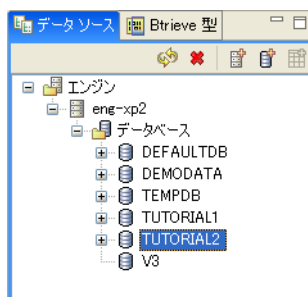 データ ソース
Btrieve 型
エンジン
eng-xp2
データベース
DEFAULTDB
DEMODATA
TEMPDB
TUTORIAL1
TUTORIAL2
V3